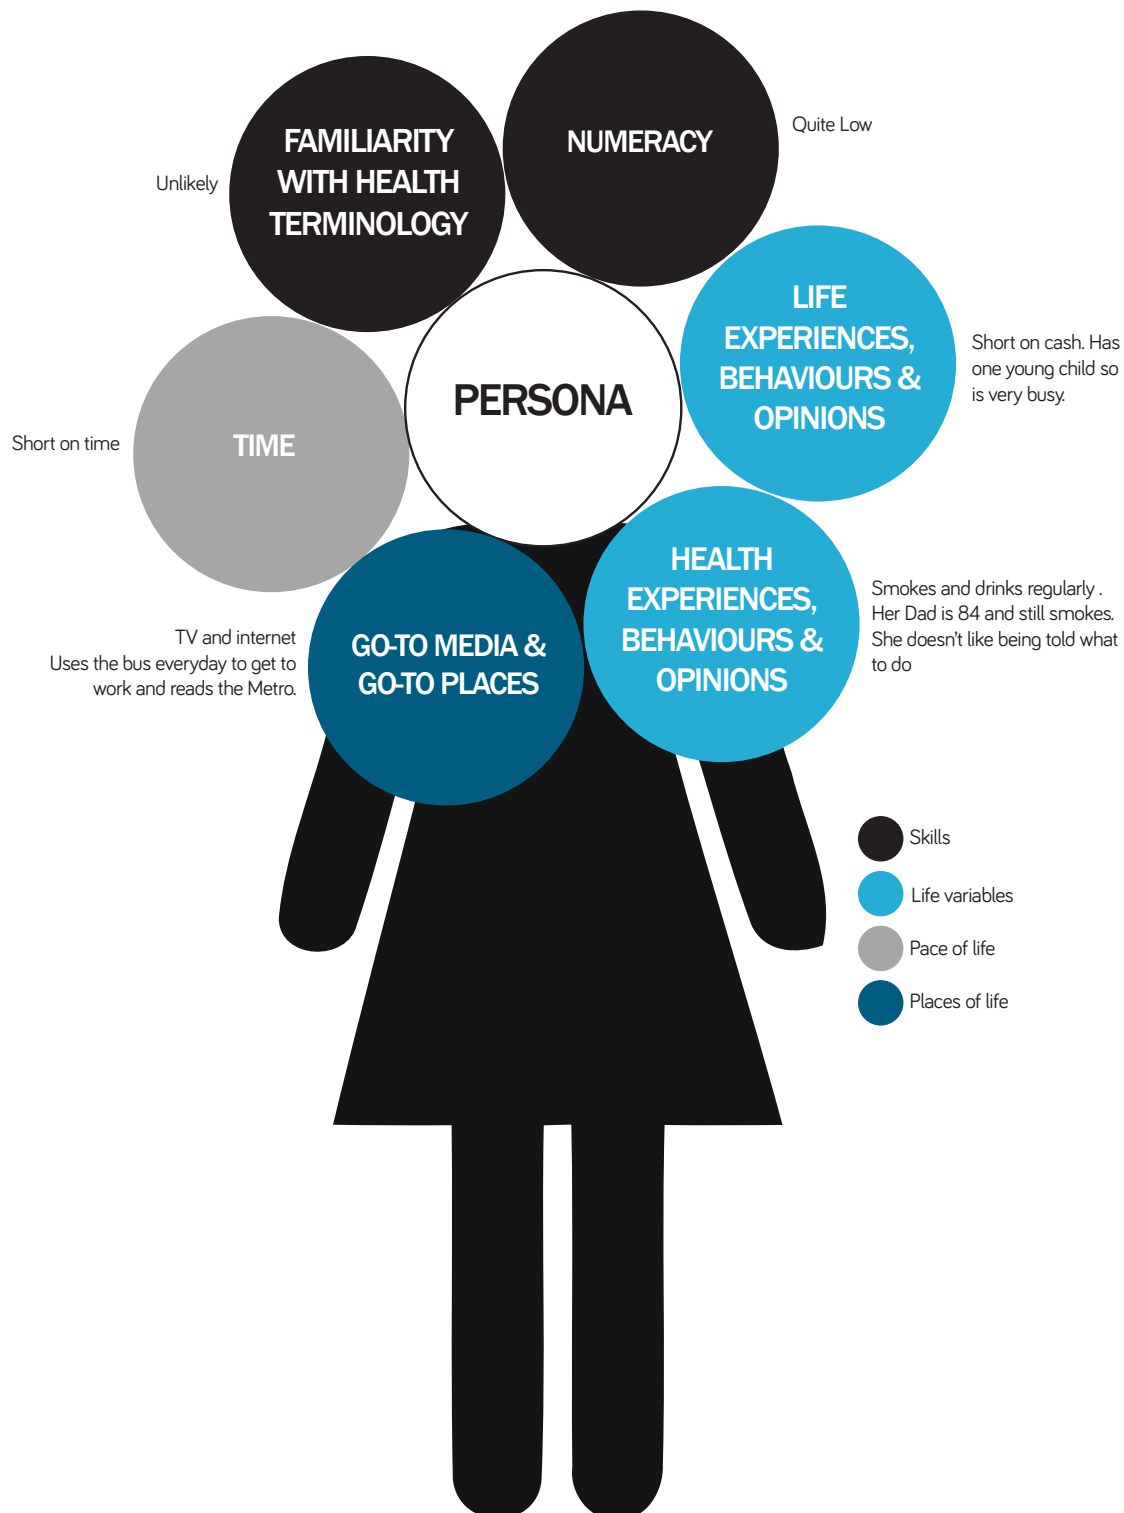 FAMILIARITY
WITH HEALTH
TERMINOLOGY
Unlikely
NUMERACY
Quite Low
LIFE
EXPERIENCES,
BEHAVIOURS &
OPINIONS
Short on cash. Has
one young child so
is very busy.
PERSONA
TIME
Short on time
HEALTH
EXPERIENCES,
BEHAVIOURS &
OPINIONS
Smokes and drinks regularly .
Her Dad is 84 and still smokes.
She doesn't like being told what
to do
GO-TO MEDIA &
GO-TO PLACES
TV and internet
Uses the bus everyday to get to
work and reads the Metro.
Skills
Life variables
Pace of life
Places of life